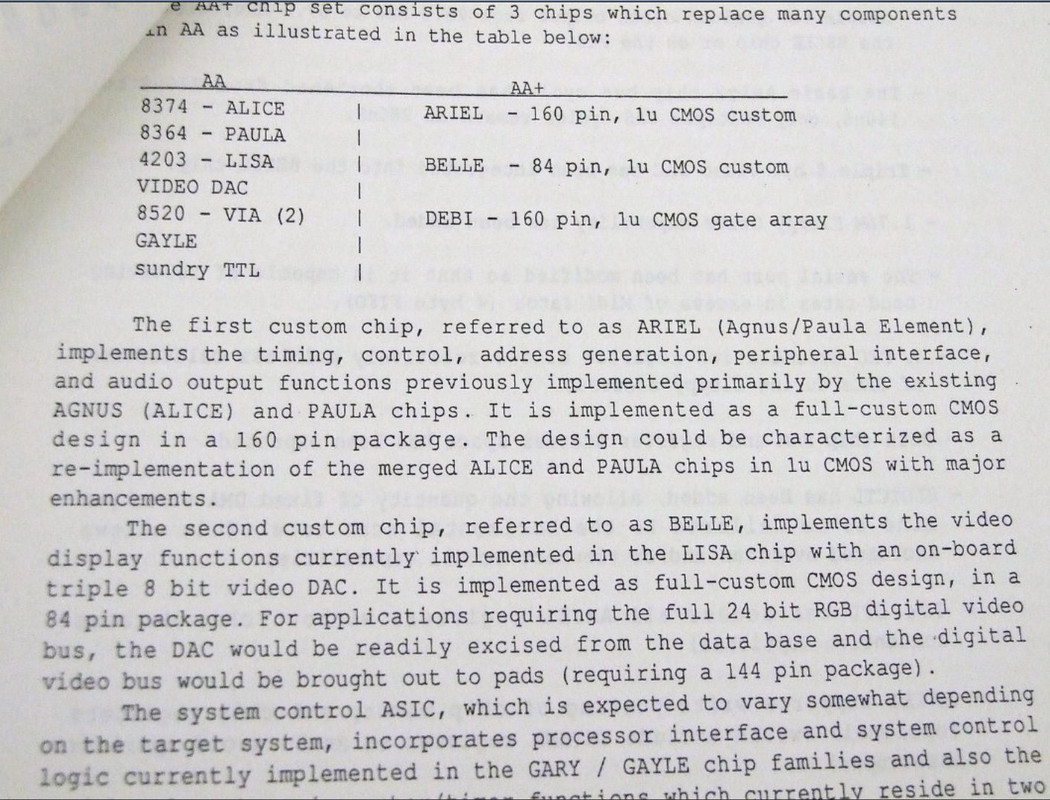 AA+ chip set consists of 3 chips which replace many components
in AA as illustrated in the table below:
AA AA+
8374 - ALICE | ARIEL - 160 pin, 1u CMOS custom
8364 - PAULA |
4203 - LISA | BELLE - 84 pin, 1u CMOS custom
VIDEO DAC |
8520 - VIA (2) | DEBI - 160 pin, 1u CMOS gate array
GAYLE |
sundry TTL |
The first custom chip, referred to as ARIEL (Agnus/Paula Element),
implements the timing, control, address generation, peripheral interface,
and audio output functions previously implemented primarily by the existing
AGNUS (ALICE) and PAULA chips. It is implemented as a full-custom CMOS
design in a 160 pin package. The design could be characterized as a
re-implementation of the merged ALICE and PAULA chips in 1u CMOS with major
enhancements.
The second custom chip, referred to as BELLE, implements the video
display functions currently implemented in the LISA chip with an on-board
triple 8 bit video DAC. It is implemented as full-custom CMOS design, in a
84 pin package. For applications requiring the full 24 bit RGB digital video
bus, the DAC would be readily excised from the data base and the digital
video bus would be brought out to pads (requiring a 144 pin package).
The system control ASIC, which is expected to vary somewhat depending
on the target system, incorporates processor interface and system control
logic currently implemented in the GARY / GAYLE chip families and also the
functions which currently reside in two